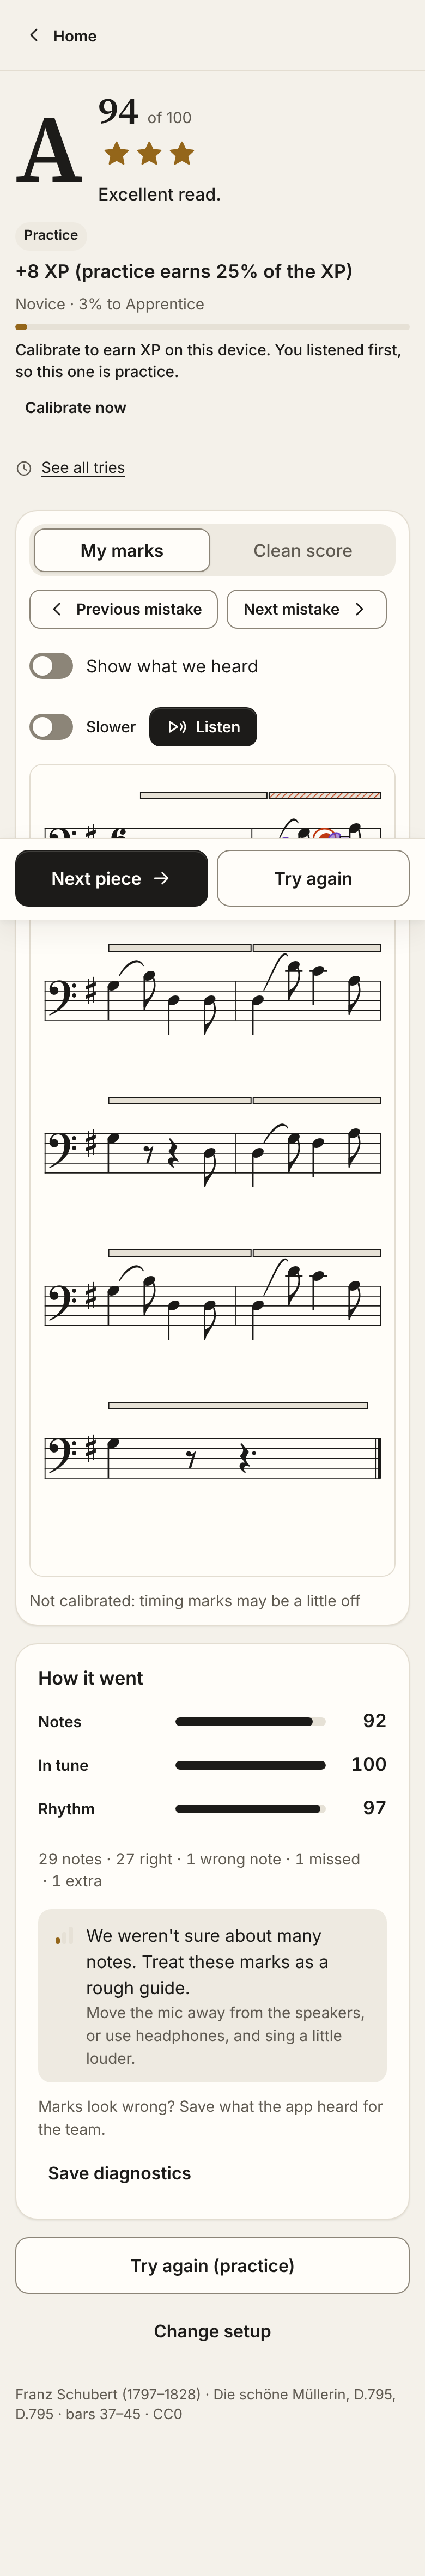 Home
A
94 of 100
Excellent read.
Practice
+8 XP (practice earns 25% of the XP)
Novice · 3% to Apprentice
Calibrate to earn XP on this device. You listened first,
so this one is practice.
Calibrate now
See all tries
My marks
Clean score
Previous mistake
Next mistake
Show what we heard
Slower
Listen
Next piece
Try again
Not calibrated: timing marks may be a little off
How it went
Notes 92
In tune 100
Rhythm 97
29 notes · 27 right · 1 wrong note · 1 missed
· 1 extra
We weren't sure about many
notes. Treat these marks as a
rough guide.
Move the mic away from the speakers,
or use headphones, and sing a little
louder.
Marks look wrong? Save what the app heard for
the team.
Save diagnostics
Try again (practice)
Change setup
Franz Schubert (1797–1828) · Die schöne Müllerin, D.795,
D.795 · bars 37–45 · CC0